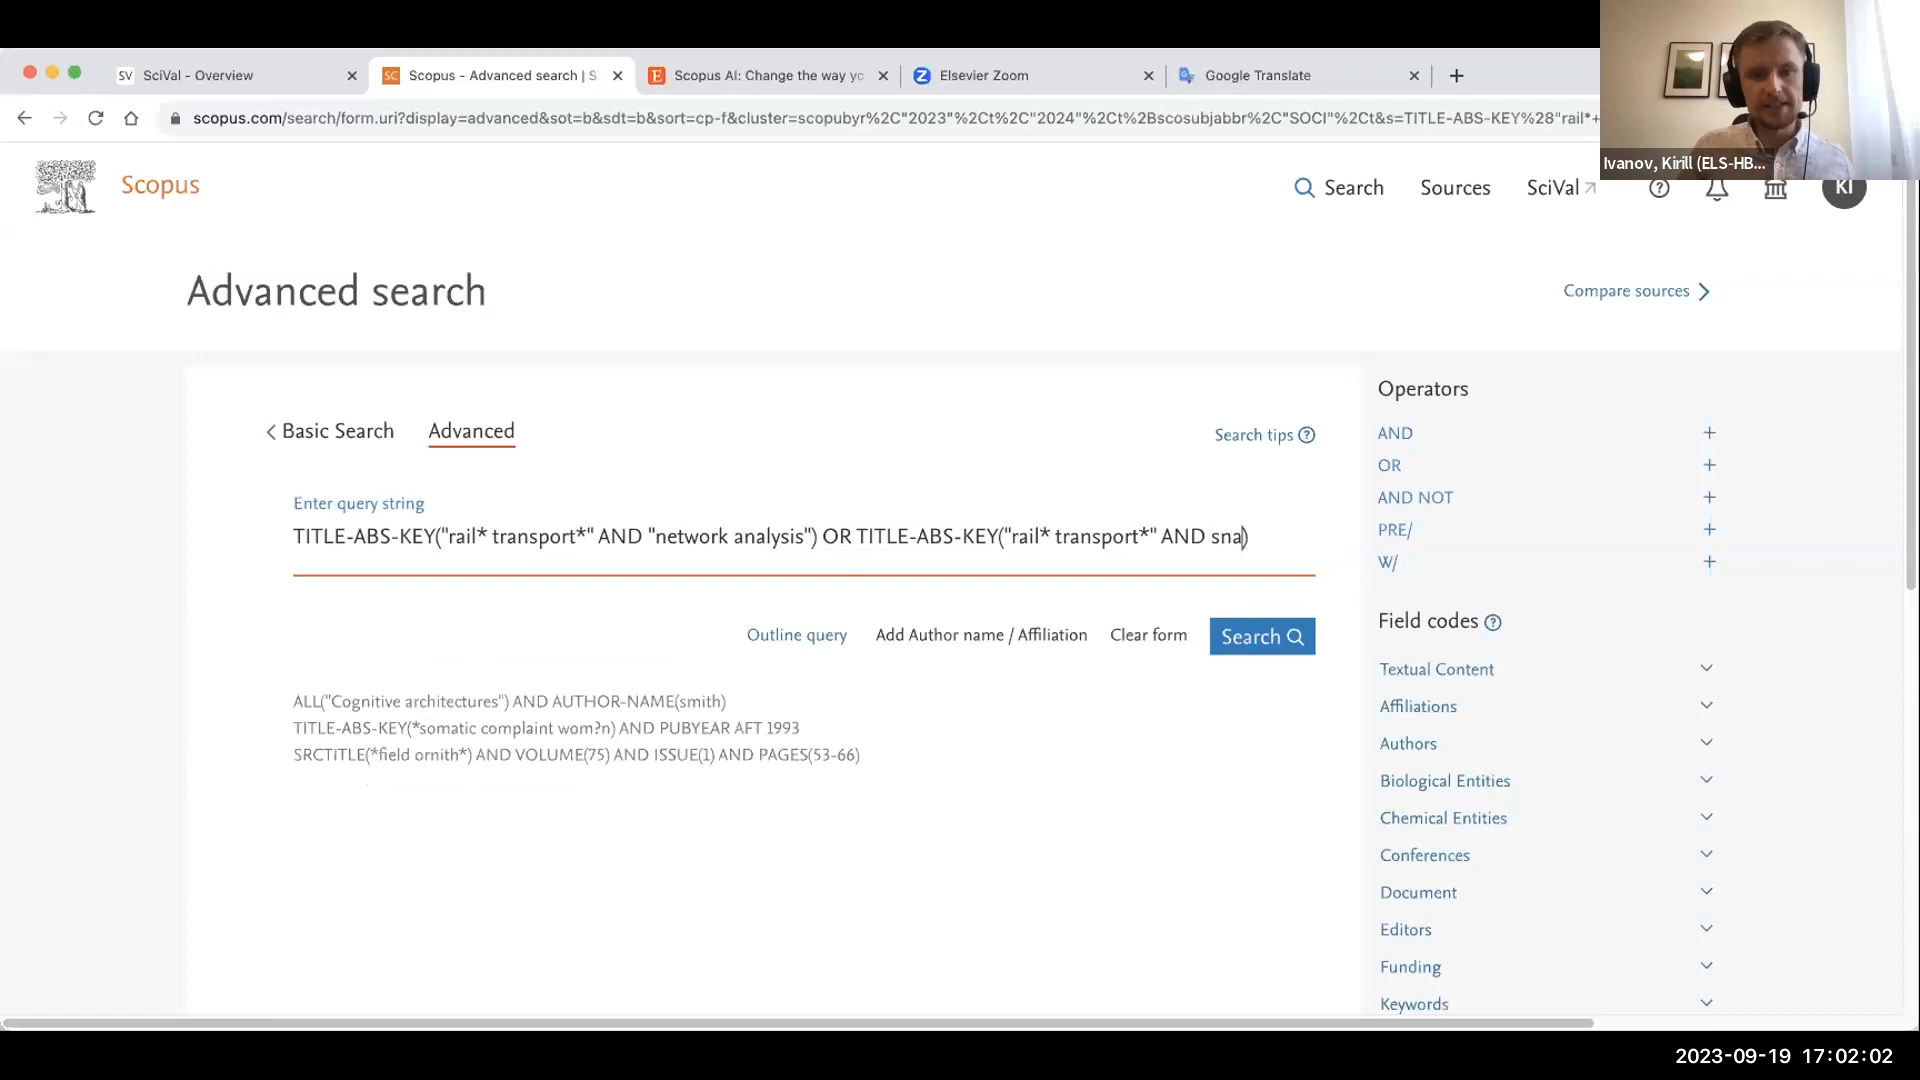 SV SciVal - Overview
SC Scopus - Advanced search | S
E Scopus AI: Change the way yo
Elsevier Zoom
Google Translate
scopus.com/search/form.uri?display=advanced&sot=b&sdt=b&sort=cp-f&cluster=scopubyr%2C"2023"%2Ct%2C"2024"%2Ct%2Bscosubjabbr%2C"SOCI"%2Ct&s=TITLE-ABS-KEY%28"rail*+
Ivanov, Kirill (ELS-HB...
Scopus
Search
Sources
SciVal
KI
Advanced search
Compare sources
Basic Search
Advanced
Search tips
Enter query string
TITLE-ABS-KEY("rail* transport*" AND "network analysis") OR TITLE-ABS-KEY("rail* transport*" AND sna)
Outline query
Add Author name / Affiliation
Clear form
Search
ALL("Cognitive architectures") AND AUTHOR-NAME(smith)
TITLE-ABS-KEY(*somatic complaint wom?n) AND PUBYEAR AFT 1993
SRCTITLE(*field ornith*) AND VOLUME(75) AND ISSUE(1) AND PAGES(53-66)
Operators
AND
OR
AND NOT
PRE/
W/
Field codes
Textual Content
Affiliations
Authors
Biological Entities
Chemical Entities
Conferences
Document
Editors
Funding
Keywords
2023-09-19 17:02:02